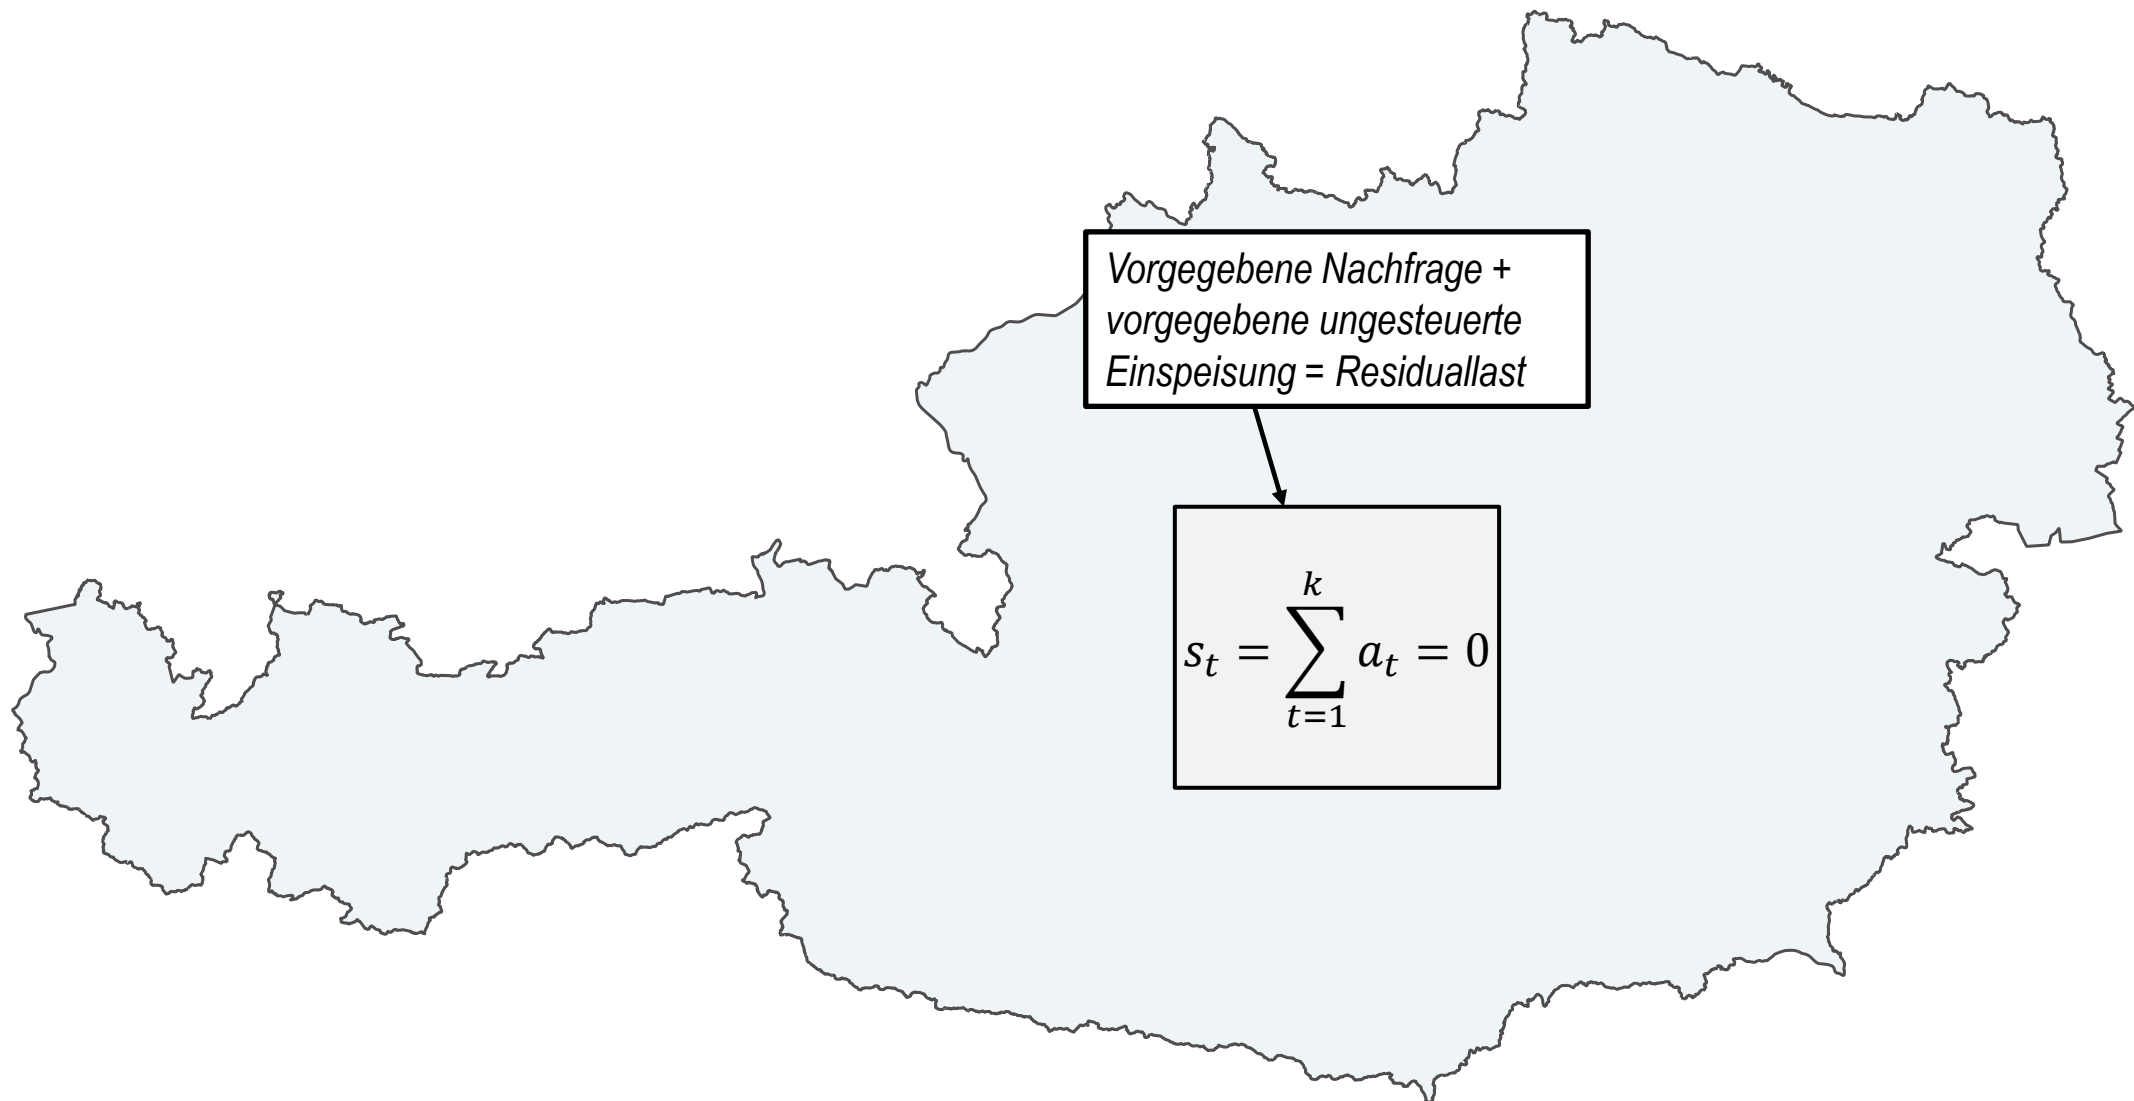 Vorgegebene Nachfrage +
vorgegebene ungesteuerte
Einspeisung = Residuallast
k
s_t = ∑ a_t = 0
t=1